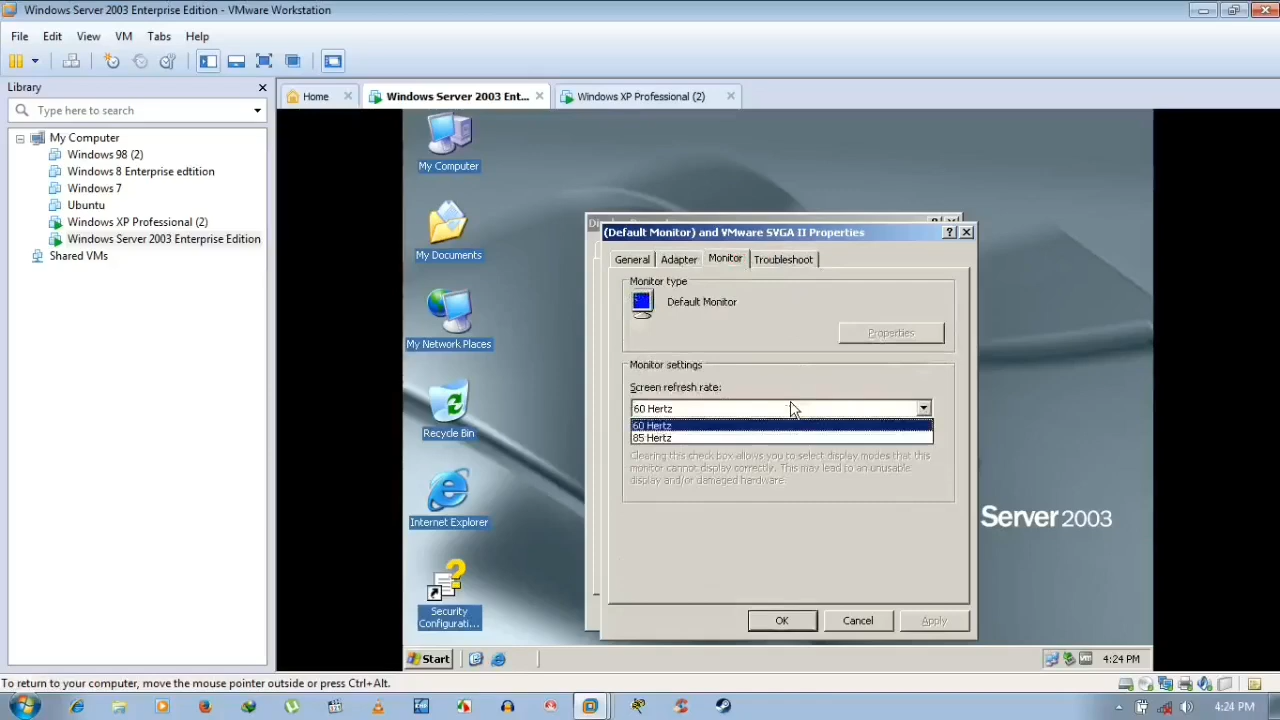 Windows Server 2003 Enterprise Edition - VMware Workstation
File Edit View VM Tabs Help
Library
Type here to search
My Computer
Windows 98 (2)
Windows 8 Enterprise edtition
Windows 7
Ubuntu
Windows XP Professional (2)
Windows Server 2003 Enterprise Edition
Shared VMs
Home
Windows Server 2003 Ent...
Windows XP Professional (2)
My Computer
My Documents
My Network Places
Recycle Bin
Internet Explorer
Security
Configurati...
(Default Monitor) and VMware SVGA II Properties
General Adapter Monitor Troubleshoot
Monitor type
Default Monitor
Properties
Monitor settings
Screen refresh rate:
60 Hertz
60 Hertz
85 Hertz
Clearing this check box allows you to select display modes that this
monitor cannot display correctly. This may lead to an unusable
display and/or damaged hardware.
OK Cancel Apply
Server 2003
Start
4:24 PM
To return to your computer, move the mouse pointer outside or press Ctrl+Alt.
4:24 PM